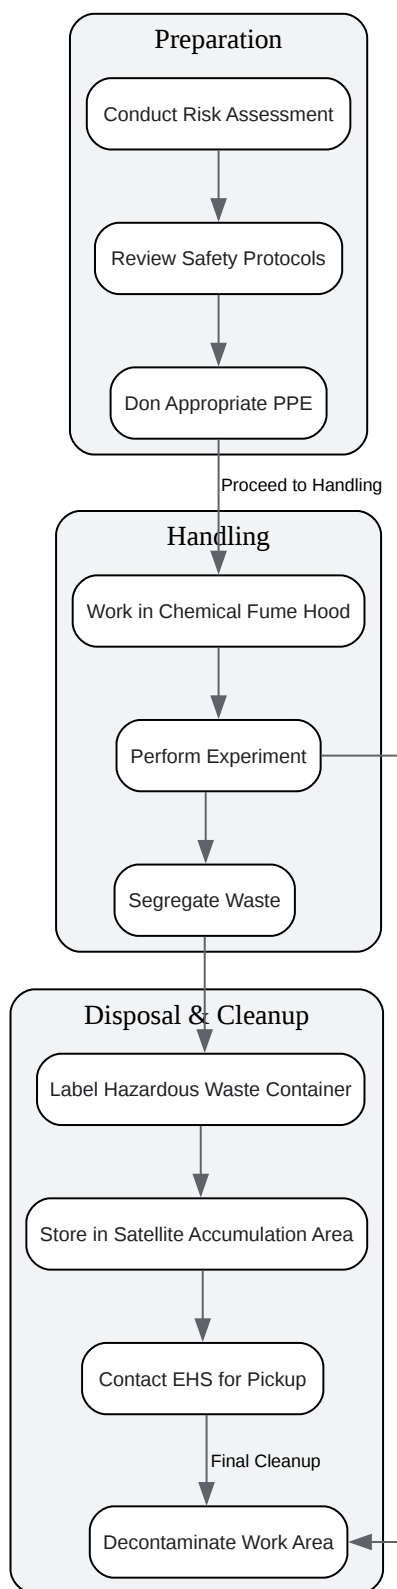 Preparation
Conduct Risk Assessment
Review Safety Protocols
Don Appropriate PPE
Proceed to Handling
Handling
Work in Chemical Fume Hood
Perform Experiment
Segregate Waste
Disposal & Cleanup
Label Hazardous Waste Container
Store in Satellite Accumulation Area
Contact EHS for Pickup
Final Cleanup
Decontaminate Work Area